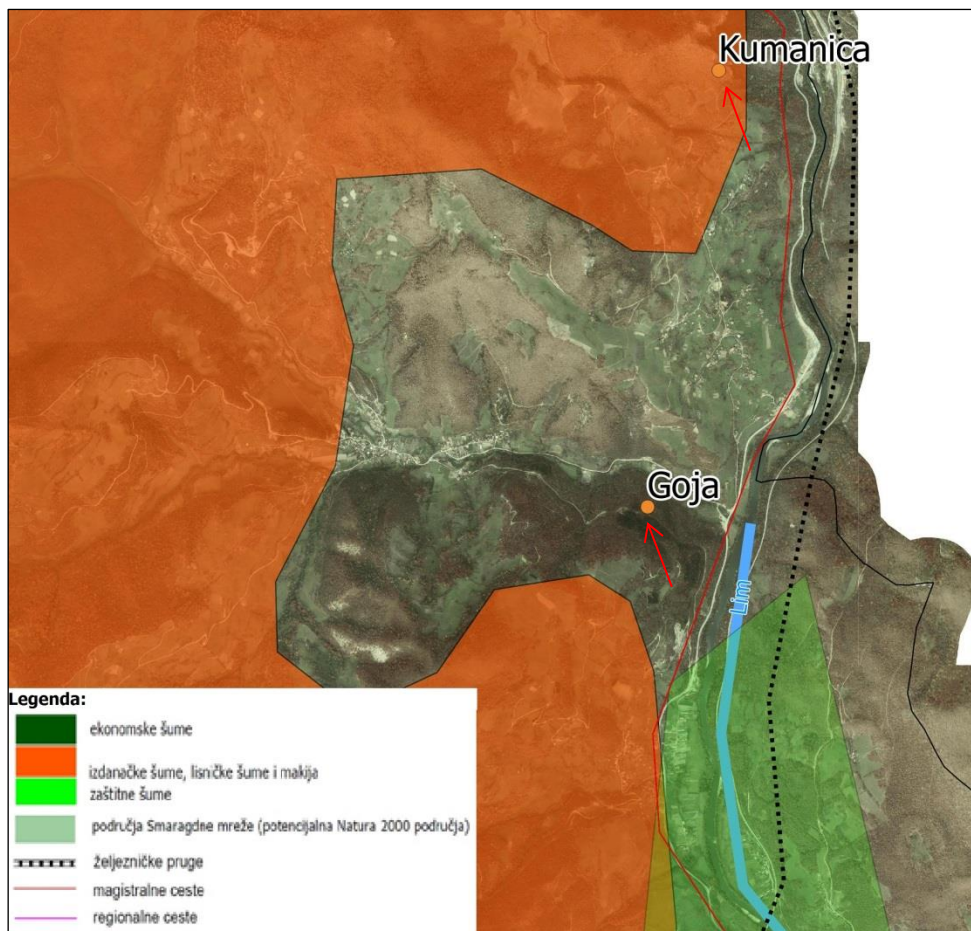 Kumanica
Goja
Lim
Legenda:
ekonomske šume
izdanačke šume, lisničke šume i makija
zaštitne šume
područja Smaragdne mreže (potencijalna Natura 2000 područja)
željezničke pruge
magistralne ceste
regionalne ceste